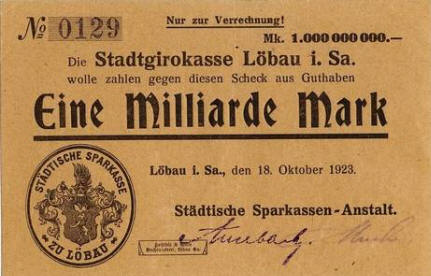 Nur zur Verrechnung!
№ 0129
Mk. 1.000 000 000.—
Die Stadtgirokasse Löbau i. Sa.
wolle zahlen gegen diesen Scheck aus Guthaben
Eine Milliarde Mark
Löbau i. Sa., den 18. Oktober 1923.
STÄDTISCHE SPARKASSE
ZU LÖBAU
Städtische Sparkassen-Anstalt.